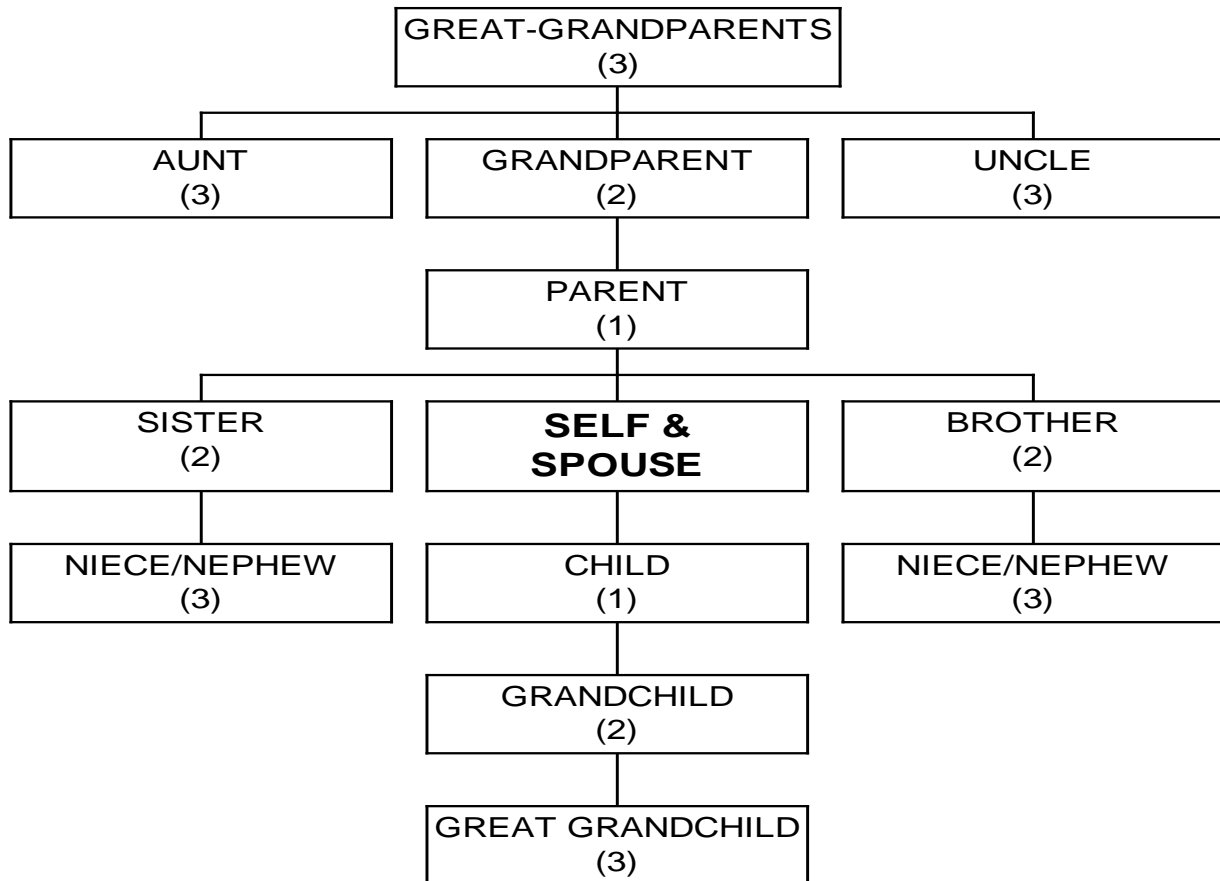 GREAT-GRANDPARENTS
(3)
AUNT
(3)
GRANDPARENT
(2)
UNCLE
(3)
PARENT
(1)
SISTER
(2)
SELF &
SPOUSE
BROTHER
(2)
NIECE/NEPHEW
(3)
CHILD
(1)
NIECE/NEPHEW
(3)
GRANDCHILD
(2)
GREAT GRANDCHILD
(3)